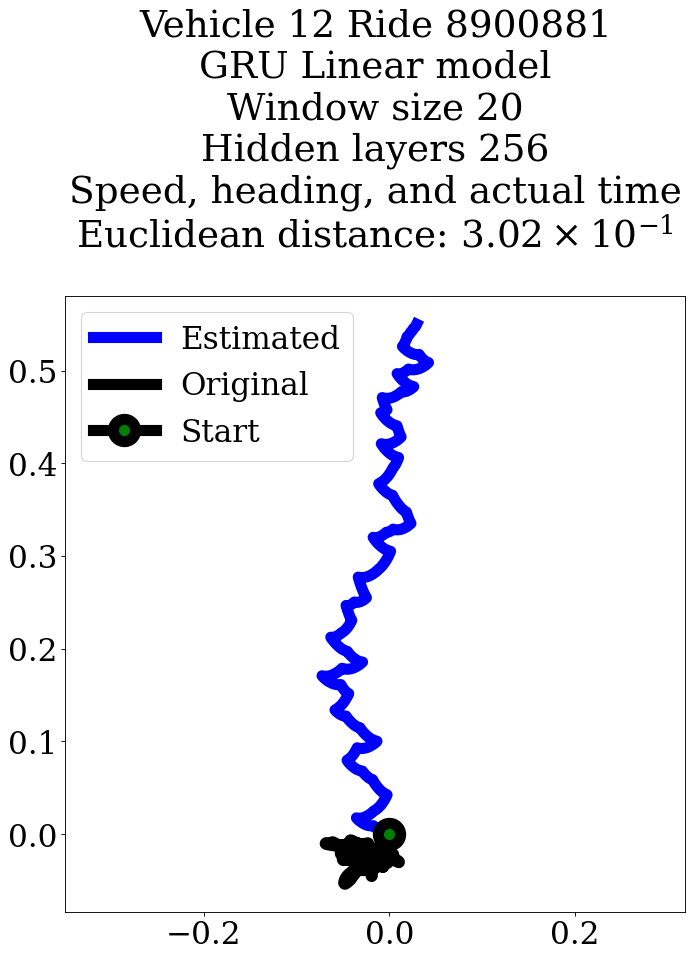 Vehicle 12 Ride 8900881
GRU Linear model
Window size 20
Hidden layers 256
Speed, heading, and actual time
Euclidean distance: 3.02 × 10⁻¹
Estimated
Original
Start
0.5
0.4
0.3
0.2
0.1
0.0
−0.2 0.0 0.2